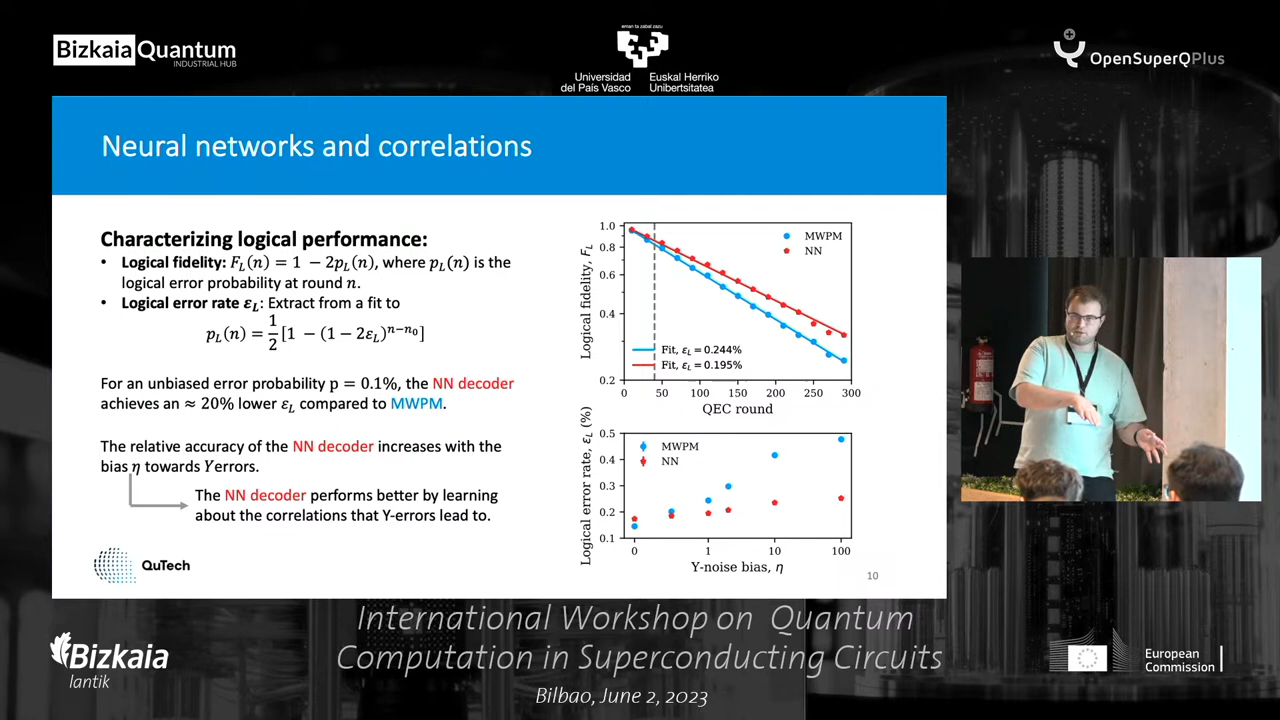 Bizkaia Quantum
INDUSTRIAL HUB
eman ta zabal zazu
Universidad del País Vasco
Euskal Herriko Unibertsitatea
OpenSuperQPlus
Neural networks and correlations
Characterizing logical performance:
• Logical fidelity: F_L(n) = 1 − 2p_L(n), where p_L(n) is the
logical error probability at round n.
• Logical error rate ε_L: Extract from a fit to
p_L(n) = 1/2 [1 − (1 − 2ε_L)^{n−n_0}]
For an unbiased error probability p = 0.1%, the NN decoder
achieves an ≈ 20% lower ε_L compared to MWPM.
The relative accuracy of the NN decoder increases with the
bias η towards Y errors.
The NN decoder performs better by learning
about the correlations that Y-errors lead to.
QuTech
Logical fidelity, F_L
1.0
0.8
0.6
0.4
0.2
MWPM
NN
Fit, ε_L = 0.244%
Fit, ε_L = 0.195%
0 50 100 150 200 250 300
QEC round
Logical error rate, ε_L (%)
0.5
0.4
0.3
0.2
0.1
MWPM
NN
0 1 10 100
Y-noise bias, η
10
International Workshop on Quantum
Computation in Superconducting Circuits
Bilbao, June 2, 2023
Bizkaia
lantik
European
Commission